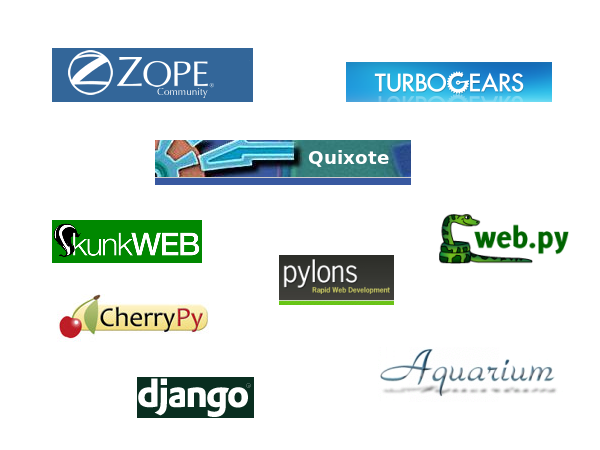 ZOPE
Community
TURBOGEARS
Quixote
SkunkWEB
web.py
pylons
Rapid Web Development
CherryPy
Aquarium
django